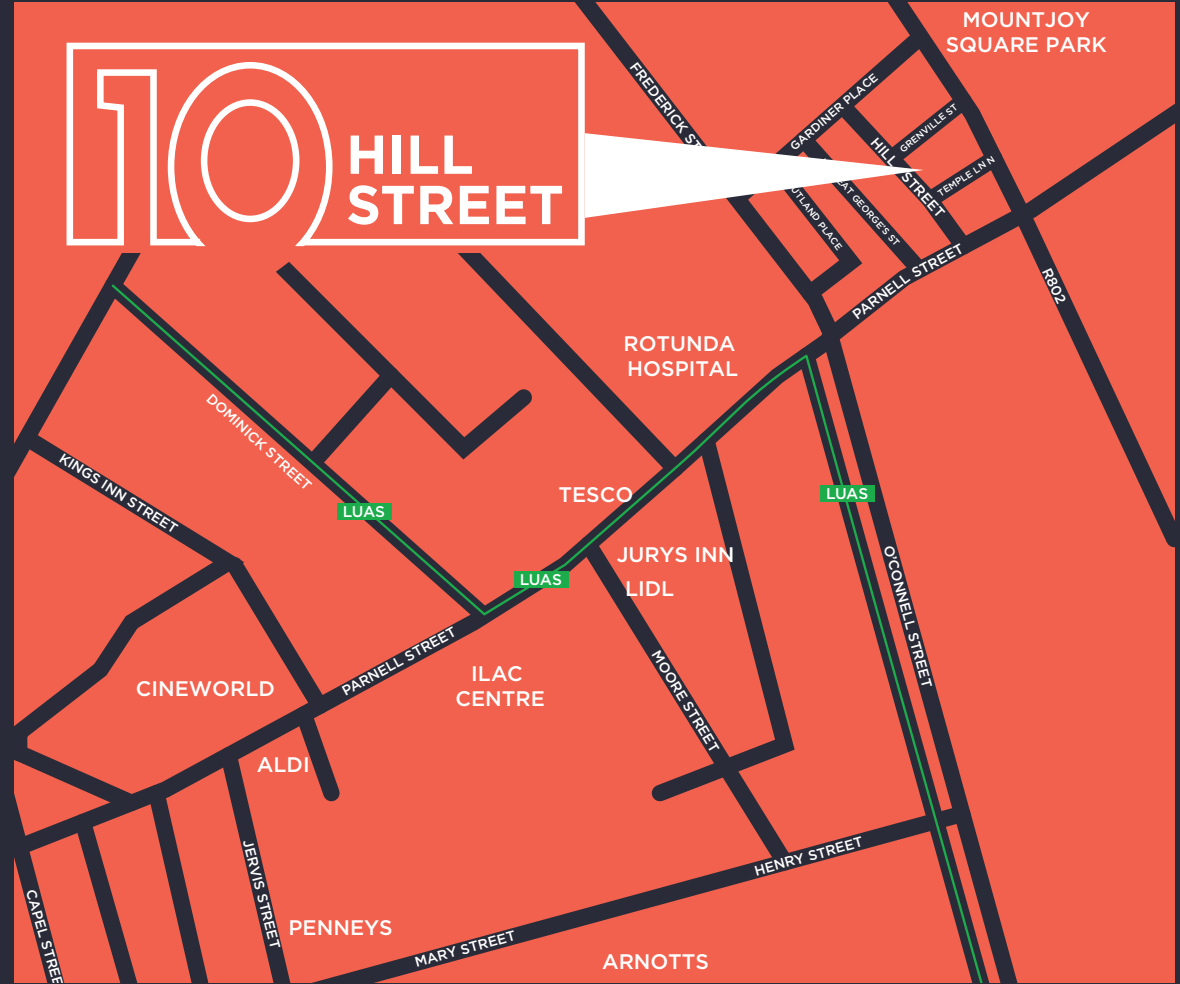 MOUNTJOY
SQUARE PARK
10
HILL
STREET
FREDERICK ST
GARDINER PLACE
GRENVILLE ST
HILL STREET
TEMPLE LN N
UTLAND PLACE
AT GEORGE'S ST
PARNELL STREET
R802
ROTUNDA
HOSPITAL
DOMINICK STREET
KINGS INN STREET
LUAS
TESCO
LUAS
LUAS
JURYS INN
LIDL
O'CONNELL STREET
PARNELL STREET
ILAC
CENTRE
MOORE STREET
CINEWORLD
ALDI
JERVIS STREET
HENRY STREET
CAPEL STREE
PENNEYS
MARY STREET
ARNOTTS